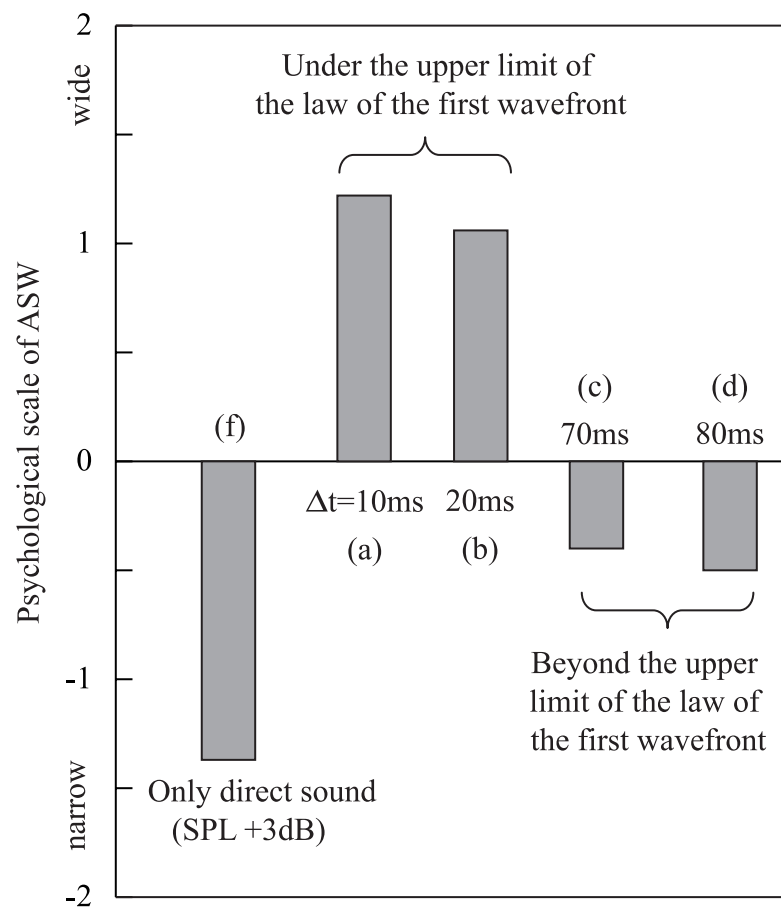 2
wide
Under the upper limit of
the law of the first wavefront
1
Psychological scale of ASW
(c)
(d)
(f)
70ms
80ms
0
Δt=10ms
20ms
(a)
(b)
Beyond the upper
limit of the law of
the first wavefront
-1
narrow
Only direct sound
(SPL +3dB)
-2